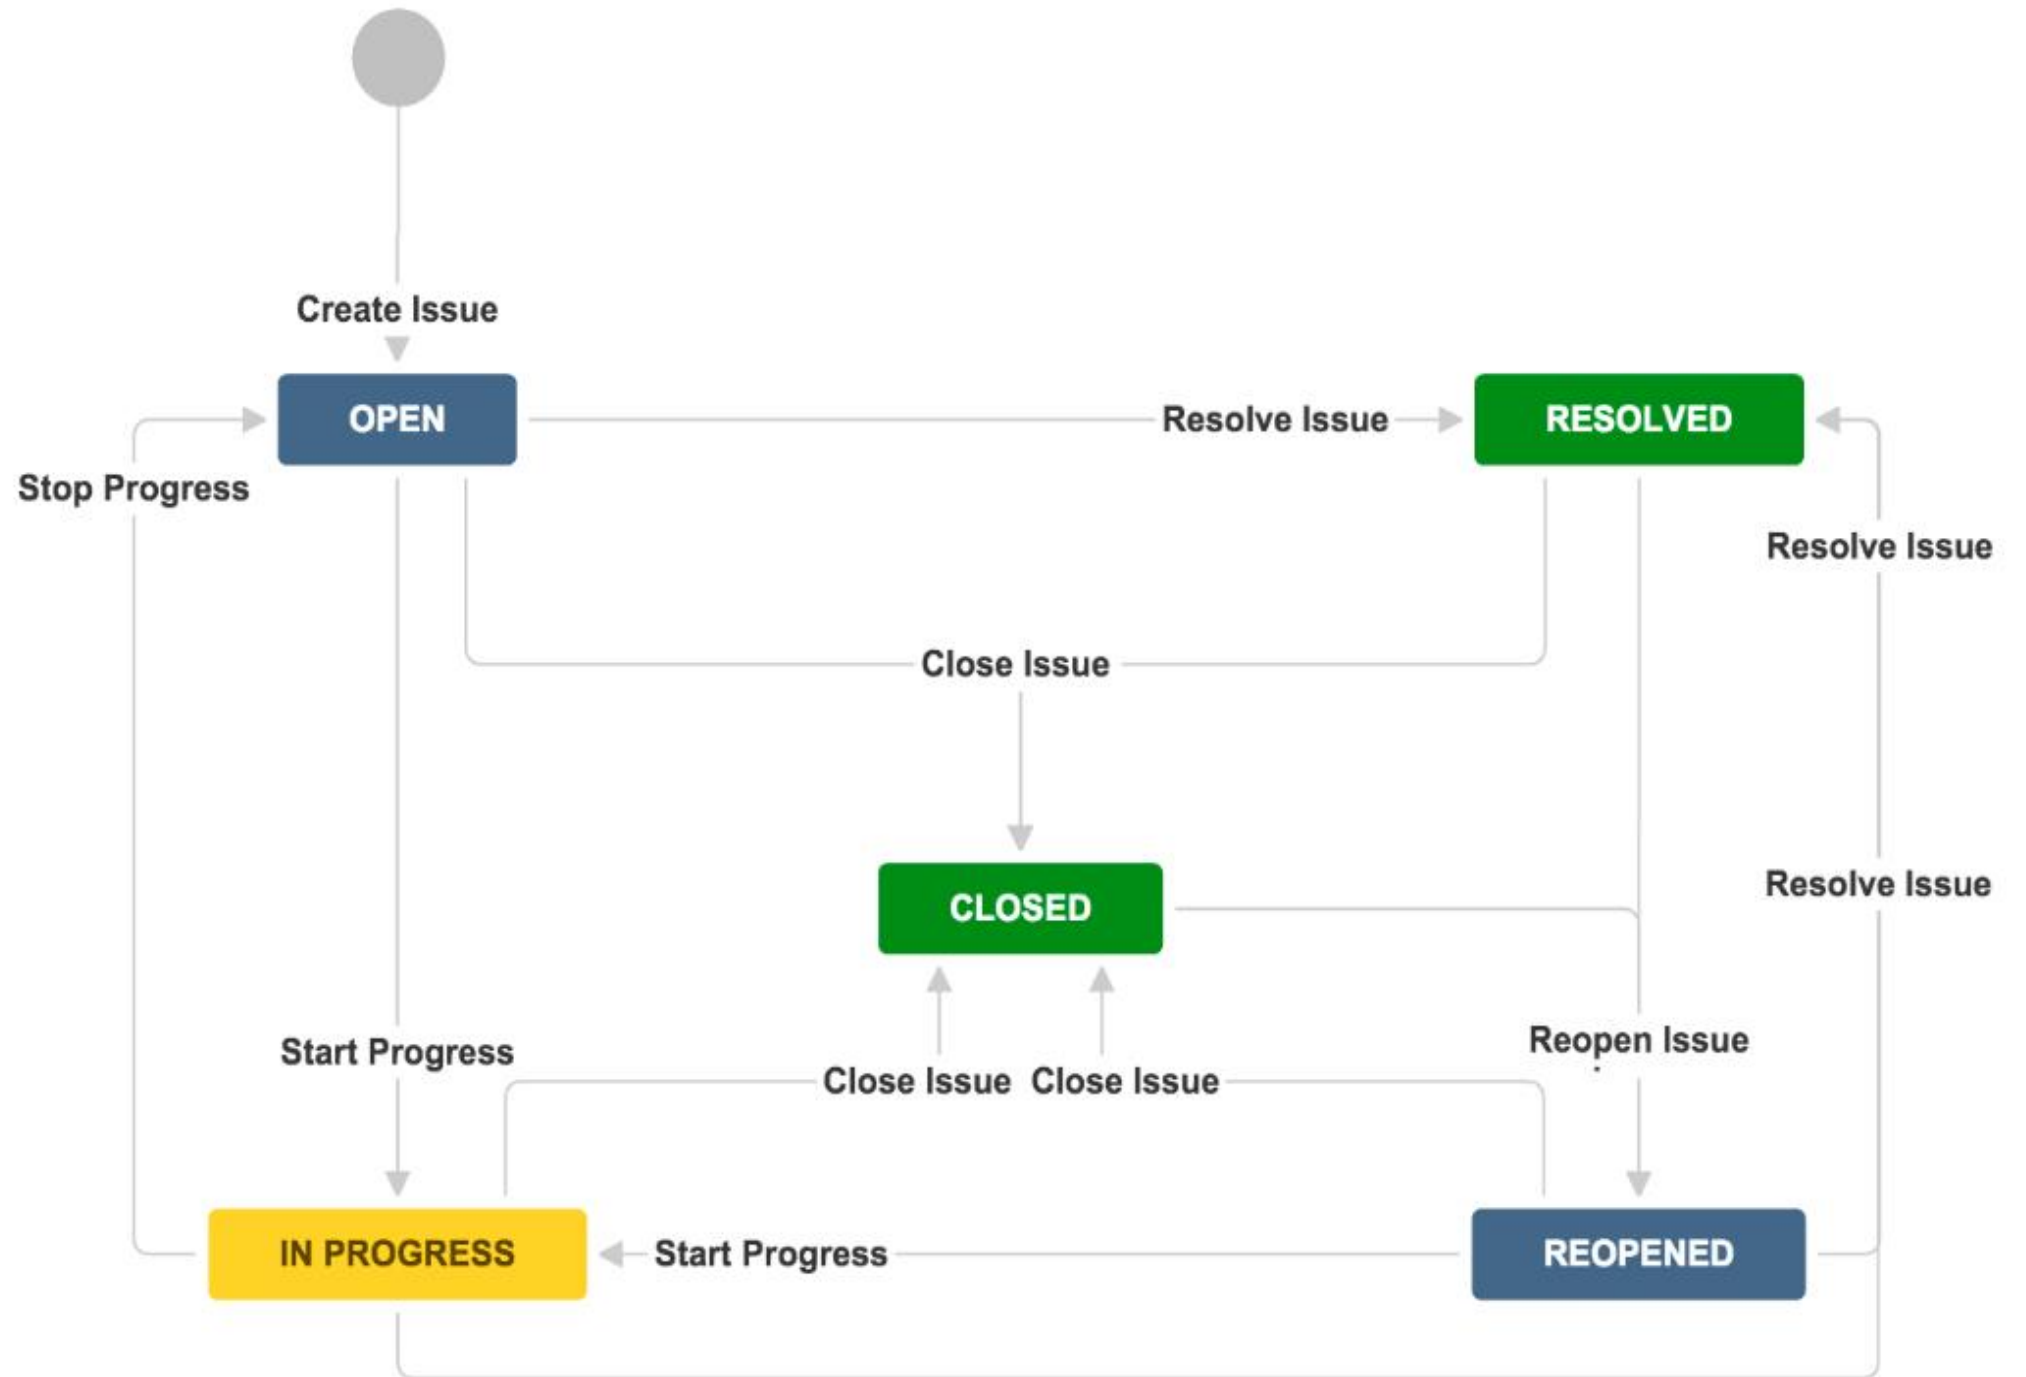 Create Issue
OPEN
Resolve Issue
RESOLVED
Stop Progress
Resolve Issue
Close Issue
Resolve Issue
CLOSED
Reopen Issue
Start Progress
Close Issue
Close Issue
IN PROGRESS
Start Progress
REOPENED